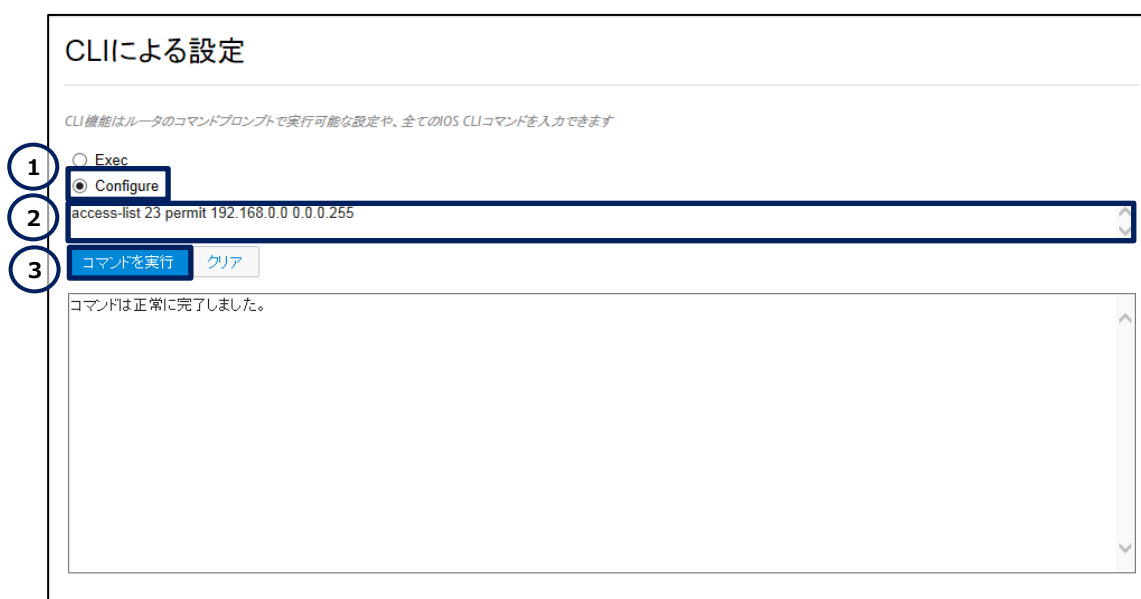 CLIによる設定
CLI機能はルータのコマンドプロンプトで実行可能な設定や、全てのIOS CLIコマンドを入力できます
1
Exec
Configure
2
access-list 23 permit 192.168.0.0 0.0.0.255
3
コマンドを実行 クリア
コマンドは正常に完了しました。